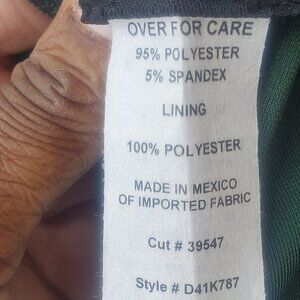 OVER FOR CARE
95% POLYESTER
5% SPANDEX
LINING
100% POLYESTER
MADE IN MEXICO
OF IMPORTED FABRIC
Cut # 39547
Style # D41K787